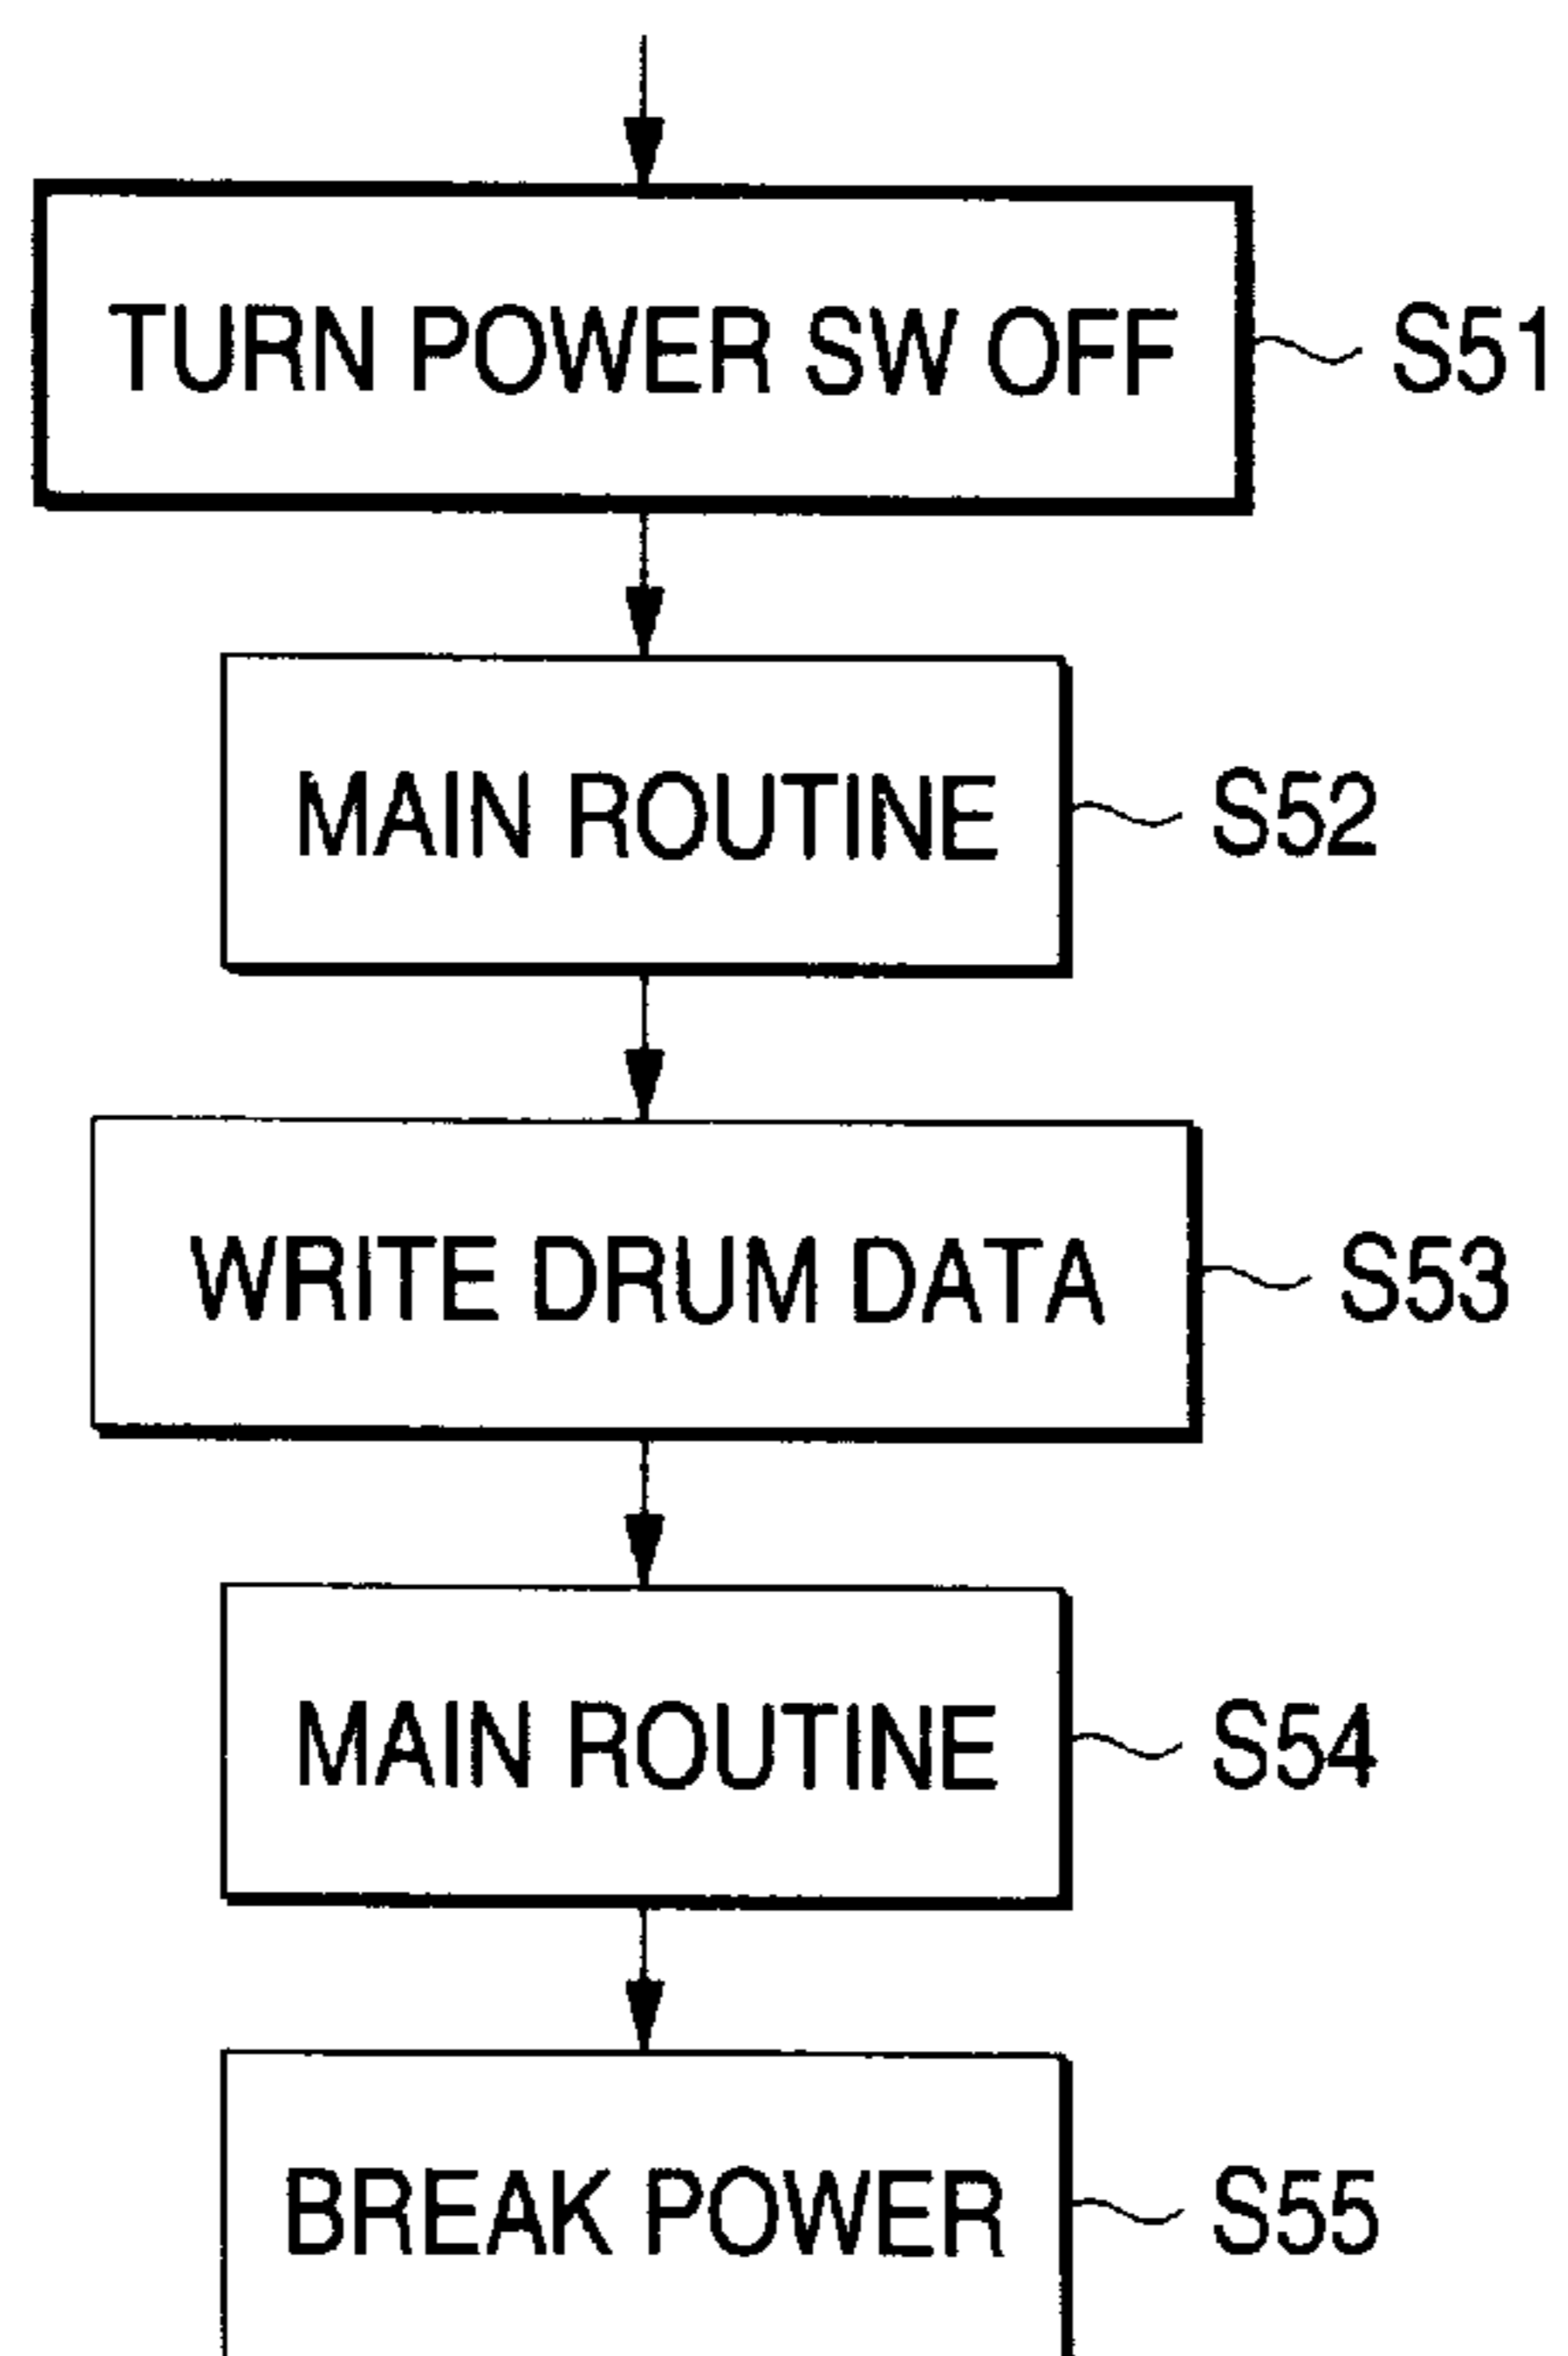 TURN POWER SW OFF S51
MAIN ROUTINE S52
WRITE DRUM DATA S53
MAIN ROUTINE S54
BREAK POWER S55